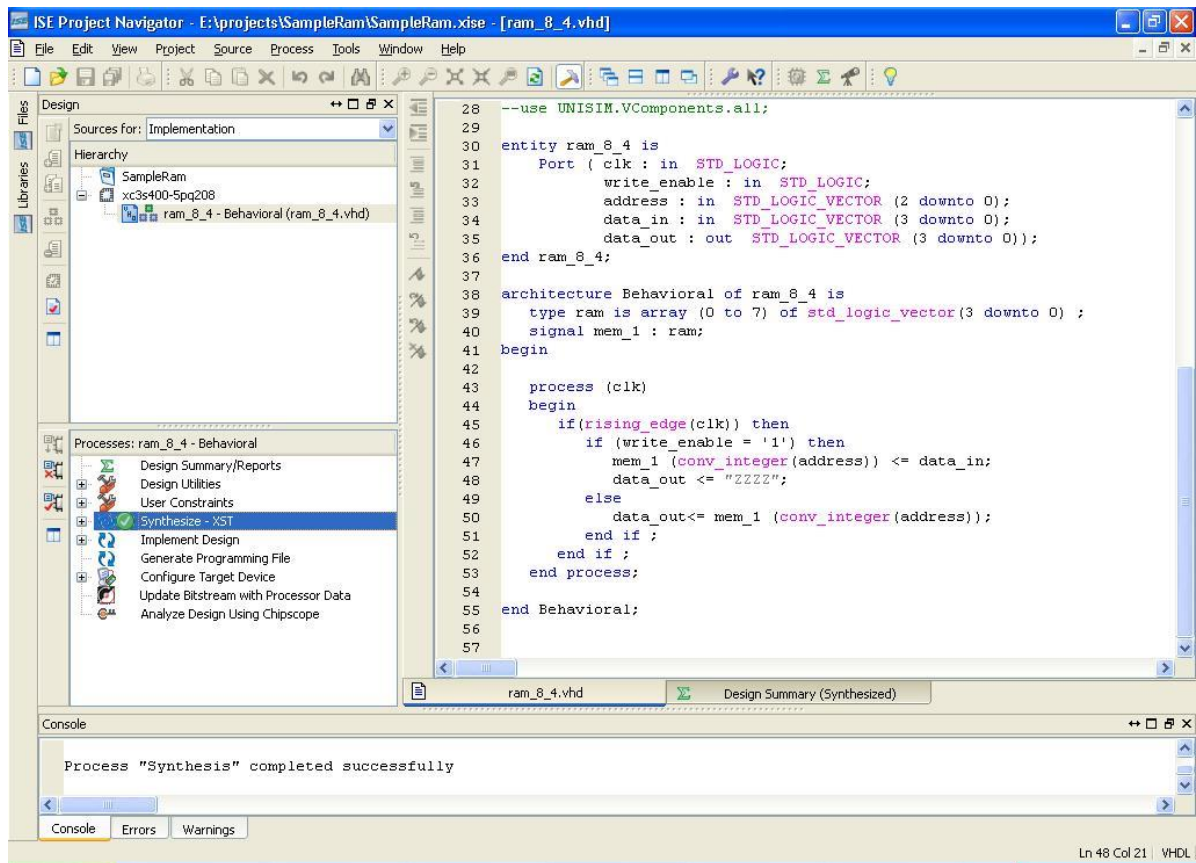 ISE Project Navigator - E:\projects\SampleRam\SampleRam.xise - [ram_8_4.vhd]
File Edit View Project Source Process Tools Window Help
Files
Libraries
Design
Sources for: Implementation
Hierarchy
SampleRam
xc3s400-5pq208
ram_8_4 - Behavioral (ram_8_4.vhd)
Processes: ram_8_4 - Behavioral
Design Summary/Reports
Design Utilities
User Constraints
Synthesize - XST
Implement Design
Generate Programming File
Configure Target Device
Update Bitstream with Processor Data
Analyze Design Using Chipscope
28 --use UNISIM.VComponents.all;
29
30 entity ram_8_4 is
31 Port ( clk : in STD_LOGIC;
32 write_enable : in STD_LOGIC;
33 address : in STD_LOGIC_VECTOR (2 downto 0);
34 data_in : in STD_LOGIC_VECTOR (3 downto 0);
35 data_out : out STD_LOGIC_VECTOR (3 downto 0));
36 end ram_8_4;
37
38 architecture Behavioral of ram_8_4 is
39 type ram is array (0 to 7) of std_logic_vector(3 downto 0) ;
40 signal mem_1 : ram;
41 begin
42
43 process (clk)
44 begin
45 if(rising_edge(clk)) then
46 if (write_enable = '1') then
47 mem_1 (conv_integer(address)) <= data_in;
48 data_out <= "ZZZZ";
49 else
50 data_out<= mem_1 (conv_integer(address));
51 end if ;
52 end if ;
53 end process;
54
55 end Behavioral;
56
57
ram_8_4.vhd
Design Summary (Synthesized)
Console
Process "Synthesis" completed successfully
Console Errors Warnings
Ln 48 Col 21 VHDL